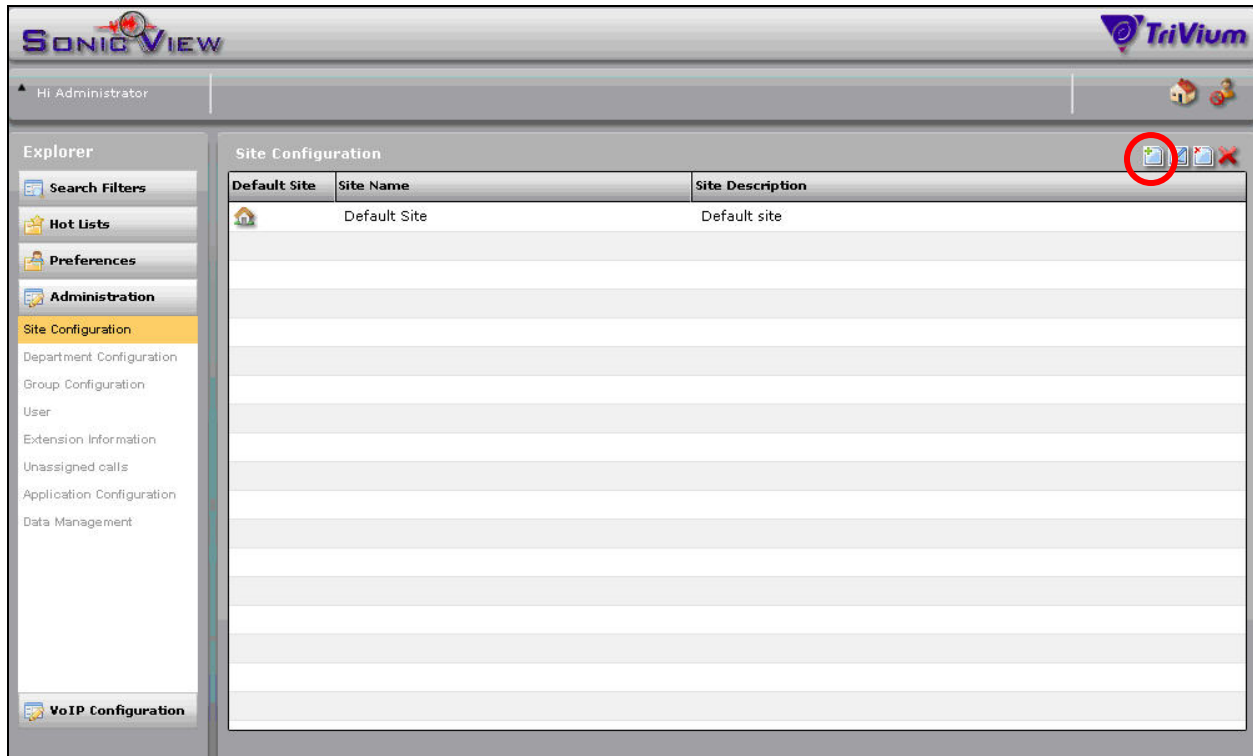 SONICVIEW
TriVium
Hi Administrator
Explorer
Search Filters
Hot Lists
Preferences
Administration
Site Configuration
Department Configuration
Group Configuration
User
Extension Information
Unassigned calls
Application Configuration
Data Management
VoIP Configuration
Site Configuration
Default Site Site Name Site Description
Default Site Default site